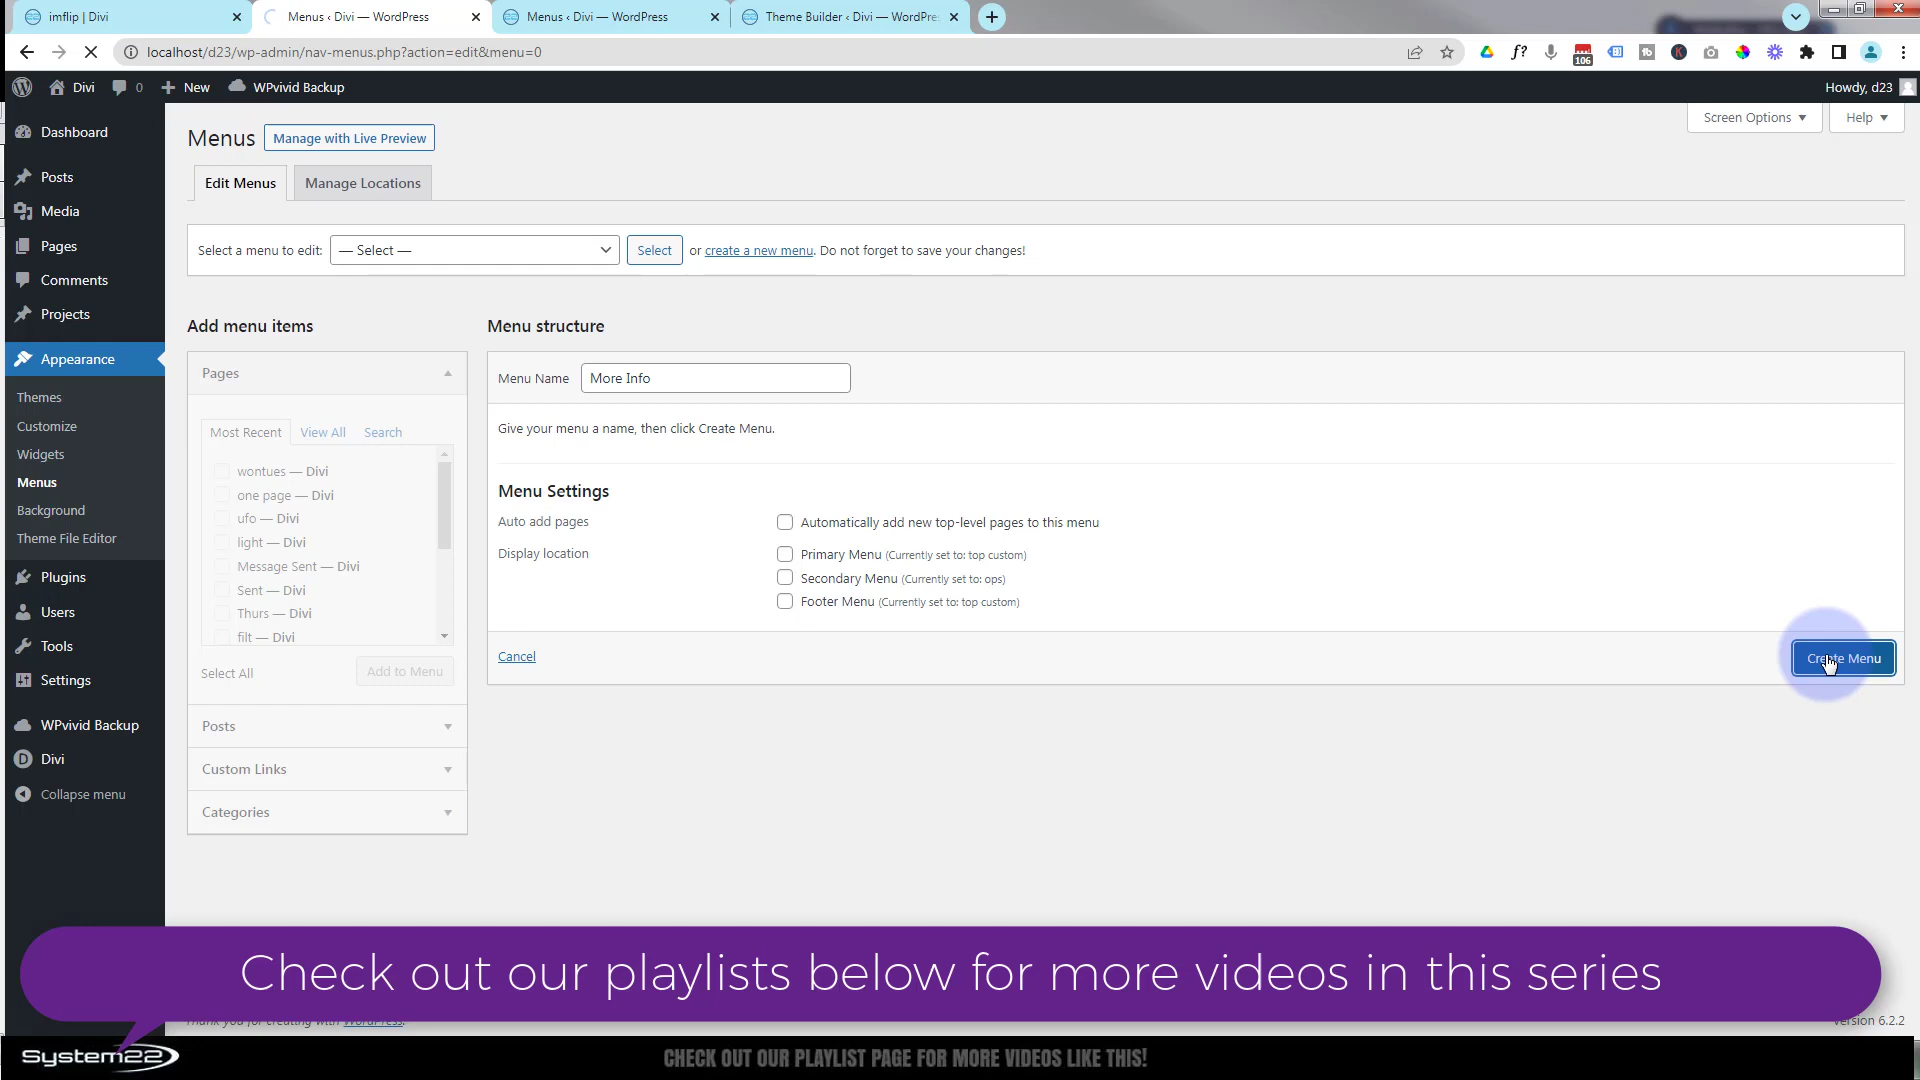 imflip | Divi
Menus ‹ Divi — WordPress
Menus ‹ Divi — WordPress
Theme Builder ‹ Divi — WordPre
localhost/d23/wp-admin/nav-menus.php?action=edit&menu=0
106
Divi
0
New
WPvivid Backup
Howdy, d23
Dashboard
Posts
Media
Pages
Comments
Projects
Appearance
Themes
Customize
Widgets
Menus
Background
Theme File Editor
Plugins
Users
Tools
Settings
WPvivid Backup
Divi
Collapse menu
Screen Options
Help
Menus
Manage with Live Preview
Edit Menus
Manage Locations
Select a menu to edit:
— Select —
Select
or create a new menu. Do not forget to save your changes!
Add menu items
Pages
Most Recent
View All
Search
wontues — Divi
one page — Divi
ufo — Divi
light — Divi
Message Sent — Divi
Sent — Divi
Thurs — Divi
filt — Divi
Select All
Add to Menu
Posts
Custom Links
Categories
Menu structure
Menu Name
More Info
Give your menu a name, then click Create Menu.
Menu Settings
Auto add pages
Automatically add new top-level pages to this menu
Display location
Primary Menu (Currently set to: top custom)
Secondary Menu (Currently set to: ops)
Footer Menu (Currently set to: top custom)
Cancel
Create Menu
Check out our playlists below for more videos in this series
Thank you for creating with WordPress.
Version 6.2.2
System22
CHECK OUT OUR PLAYLIST PAGE FOR MORE VIDEOS LIKE THIS!